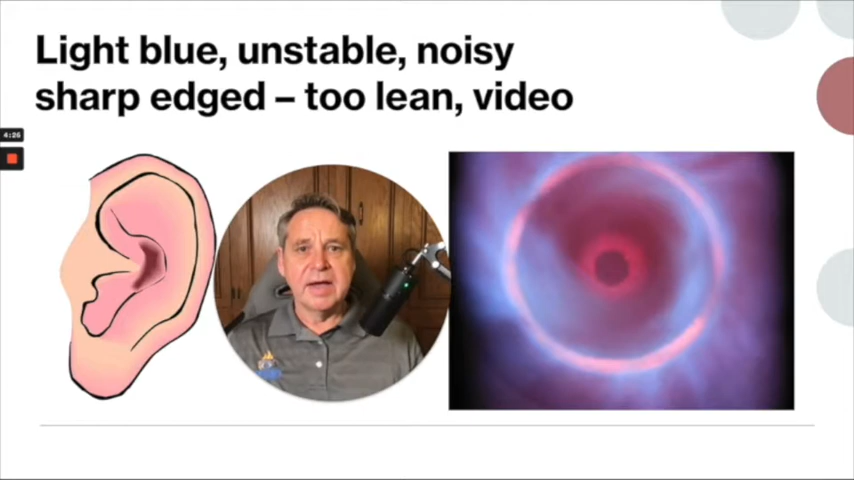 Light blue, unstable, noisy
sharp edged – too lean, video
4:26